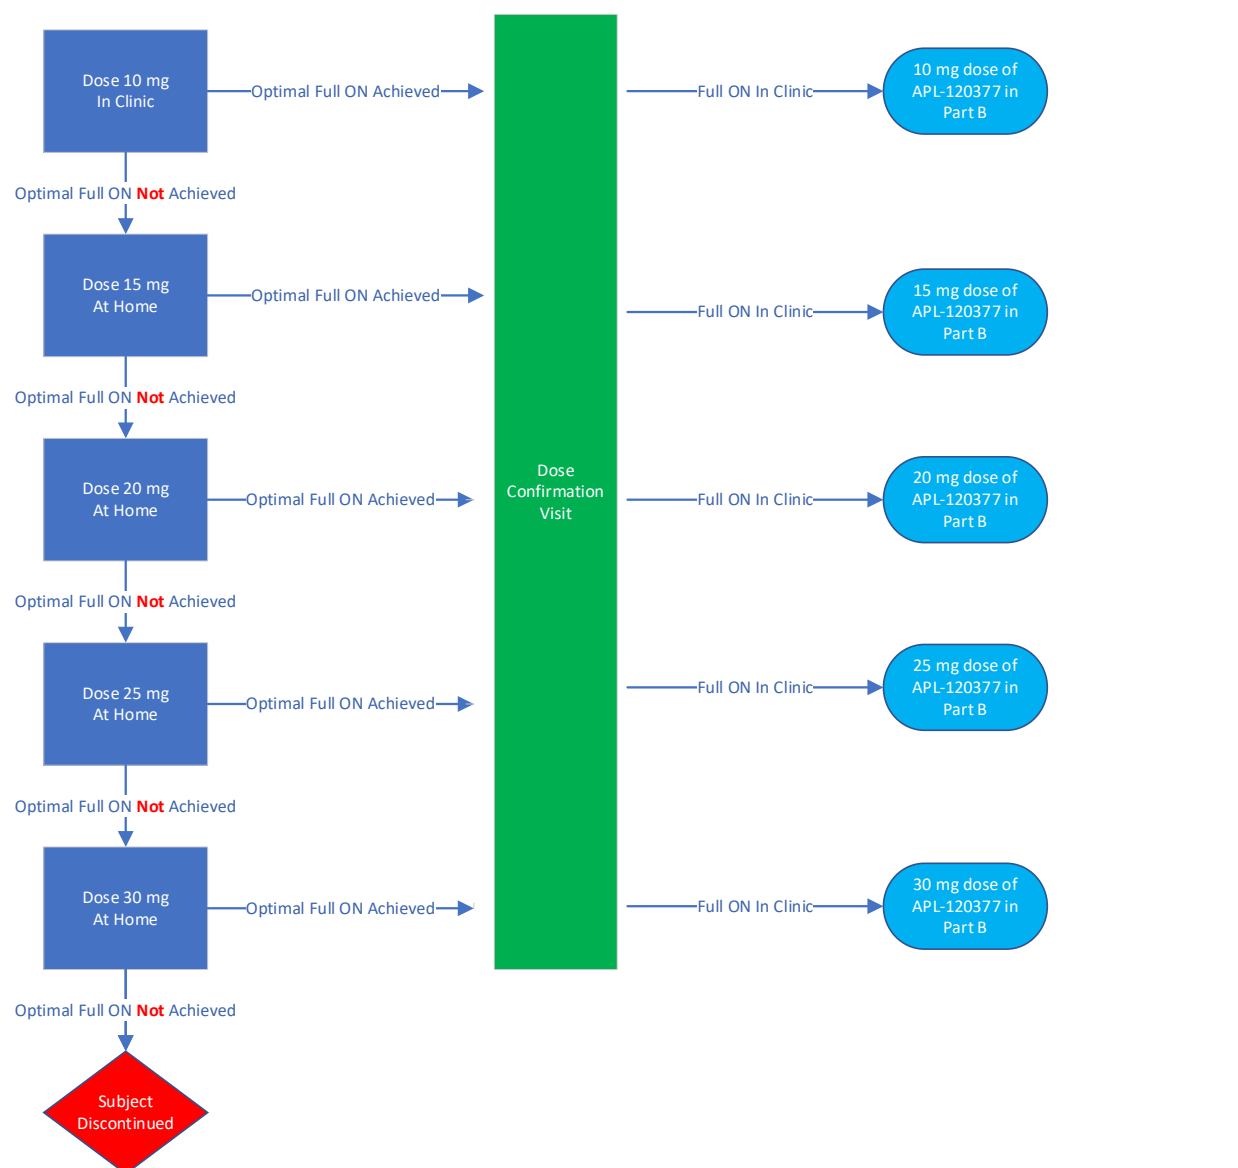 Dose 10 mg
In Clinic
Optimal Full ON Achieved
Full ON In Clinic
10 mg dose of
APL-120377 in
Part B
Optimal Full ON Not Achieved
Dose 15 mg
At Home
Optimal Full ON Achieved
Full ON In Clinic
15 mg dose of
APL-120377 in
Part B
Optimal Full ON Not Achieved
Dose 20 mg
At Home
Optimal Full ON Achieved
Dose
Confirmation
Visit
Full ON In Clinic
20 mg dose of
APL-120377 in
Part B
Optimal Full ON Not Achieved
Dose 25 mg
At Home
Optimal Full ON Achieved
Full ON In Clinic
25 mg dose of
APL-120377 in
Part B
Optimal Full ON Not Achieved
Dose 30 mg
At Home
Optimal Full ON Achieved
Full ON In Clinic
30 mg dose of
APL-120377 in
Part B
Optimal Full ON Not Achieved
Subject
Discontinued